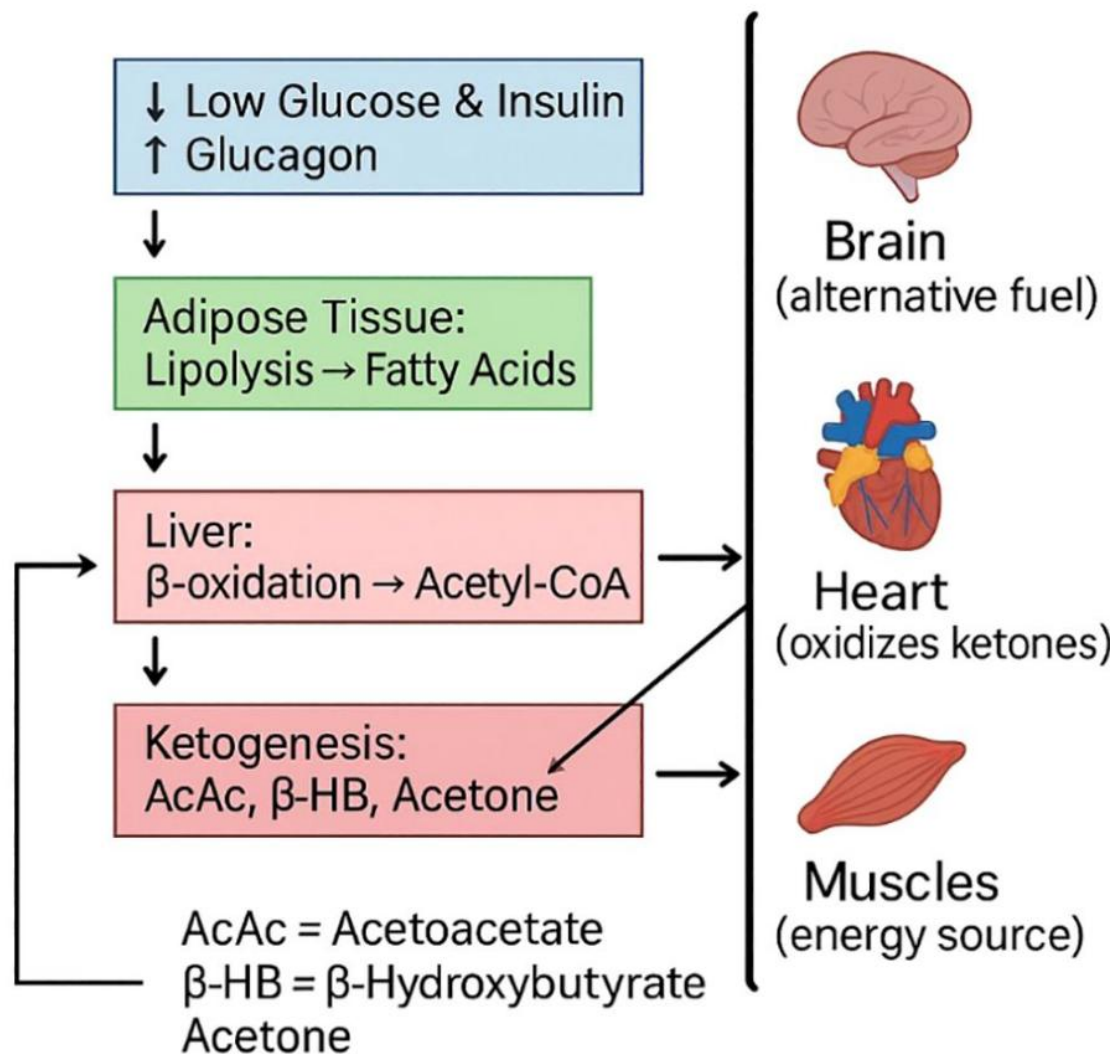 ↓ Low Glucose & Insulin
↑ Glucagon
Adipose Tissue:
Lipolysis → Fatty Acids
Liver:
β-oxidation → Acetyl-CoA
Ketogenesis:
AcAc, β-HB, Acetone
AcAc = Acetoacetate
β-HB = β-Hydroxybutyrate
Acetone
Brain
(alternative fuel)
Heart
(oxidizes ketones)
Muscles
(energy source)